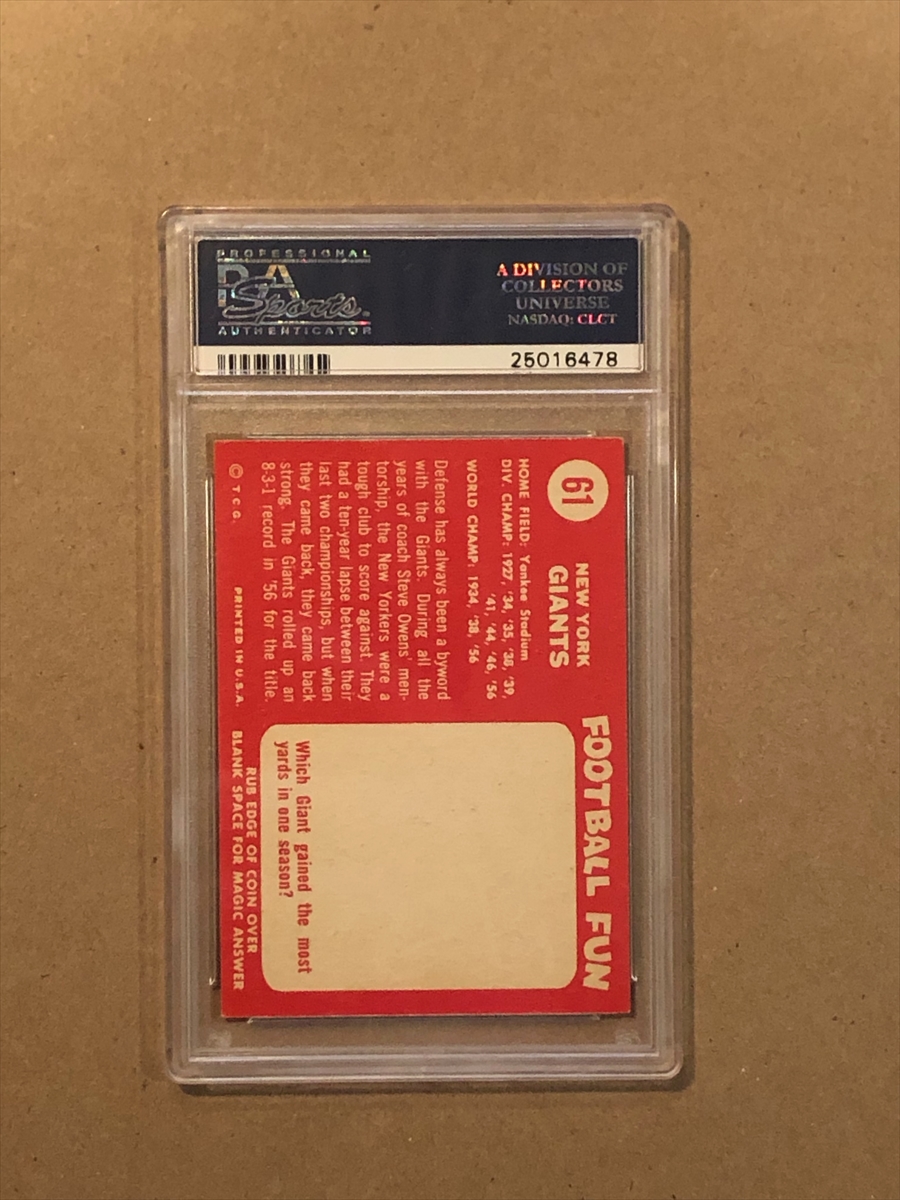 PROFESSIONAL
PSA
Sports
AUTHENTICATOR
A DIVISION OF
COLLECTORS
UNIVERSE
NASDAQ: CLCT
25016478
61
NEW YORK
GIANTS
HOME FIELD: Yankee Stadium
DIV. CHAMP: 1927, '34, '35, '38, '39,
'41, '44, '46, '56
WORLD CHAMP: 1934, '38, '56
Defense has always been a byword
with the Giants. During all the
years of coach Steve Owens' men-
torship, the New Yorkers were a
tough club to score against. They
had a ten-year lapse between their
last two championships, but when
they came back, they came back
strong. The Giants rolled up an
8-3-1 record in '56 for the title.
© T.C.G.
PRINTED IN U.S.A.
FOOTBALL FUN
Which Giant gained the most
yards in one season?
RUB EDGE OF COIN OVER
BLANK SPACE FOR MAGIC ANSWER